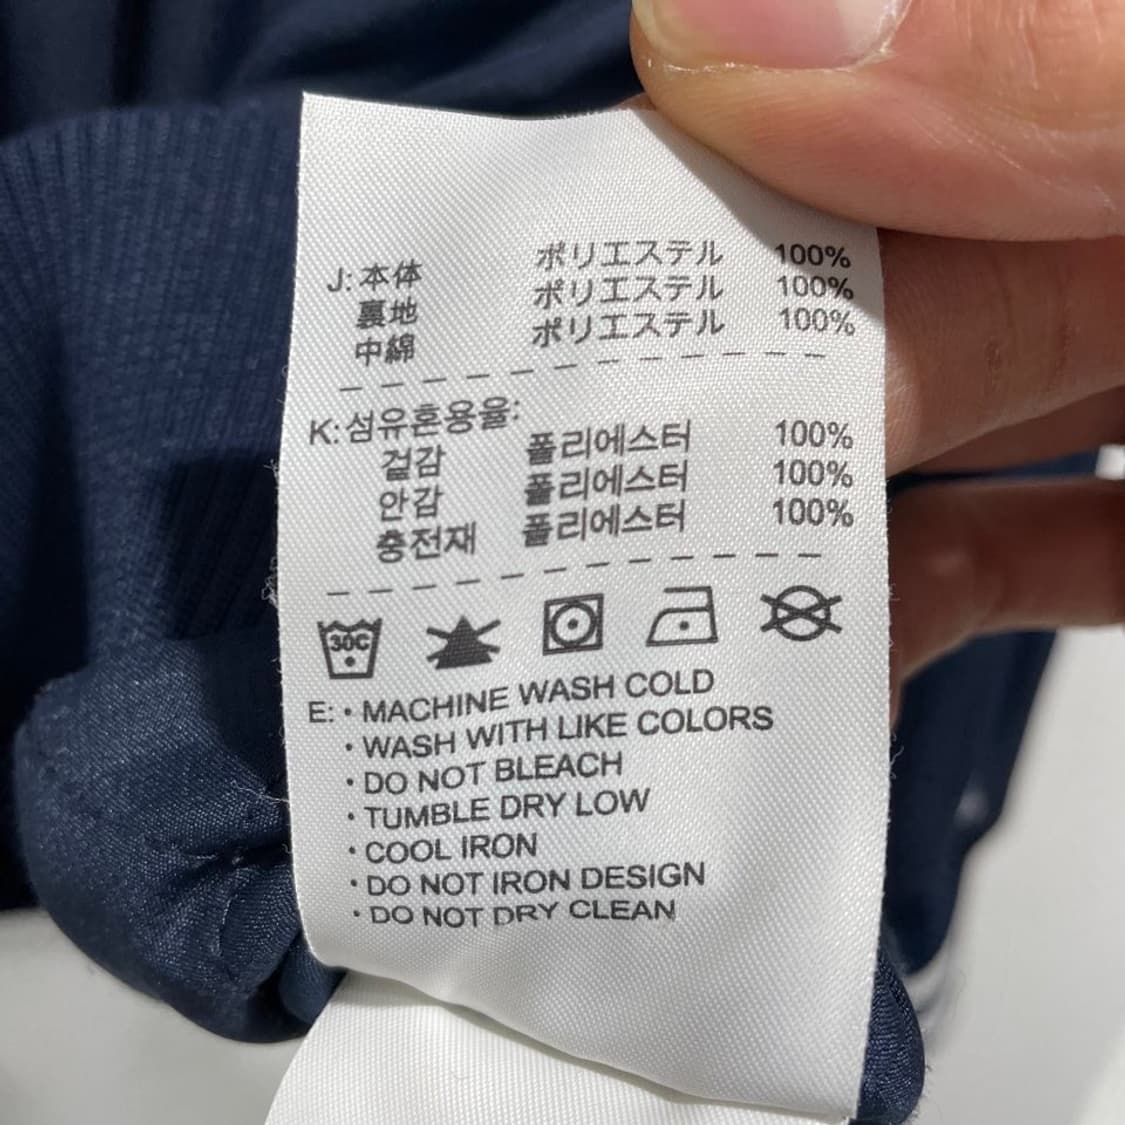 J: 本体 ポリエステル 100%
裏地 ポリエステル 100%
中綿 ポリエステル 100%
K: 섬유혼용율:
겉감 폴리에스터 100%
안감 폴리에스터 100%
충전재 폴리에스터 100%
30C
E: • MACHINE WASH COLD
• WASH WITH LIKE COLORS
• DO NOT BLEACH
• TUMBLE DRY LOW
• COOL IRON
• DO NOT IRON DESIGN
• DO NOT DRY CLEAN